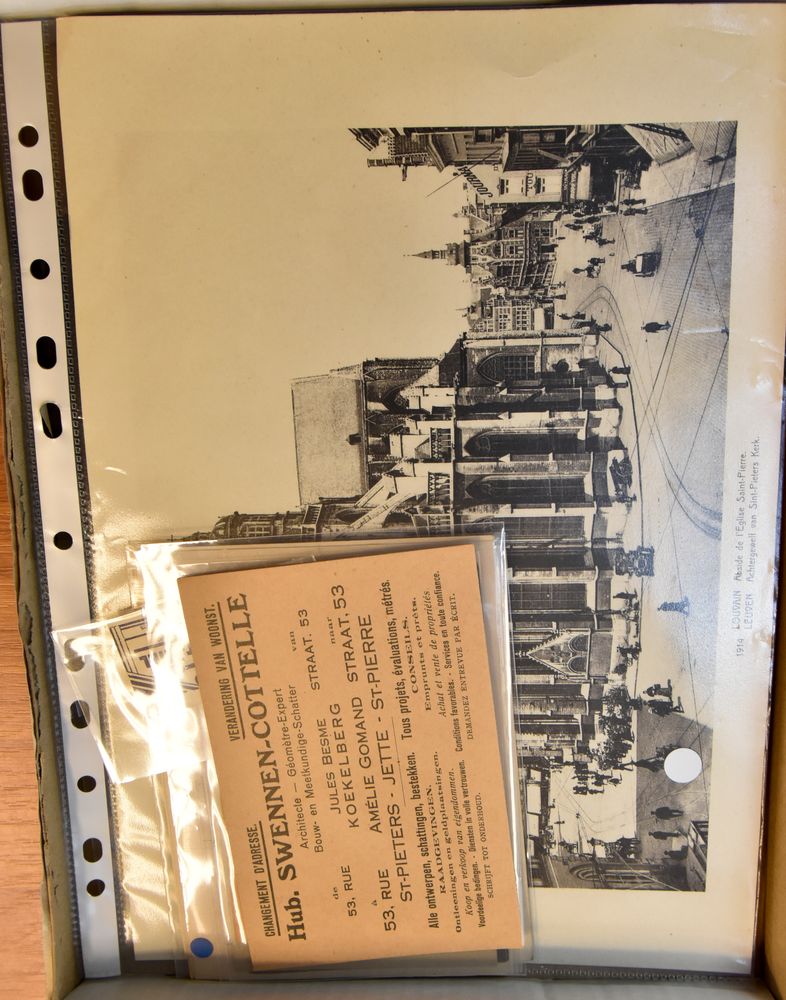 CHANGEMENT D'ADRESSE.
VERANDERING VAN WOONST.
Hub. SWENNEN-COTTELLE
Architecte — Géomètre-Expert
Bouw- en Meetkundige-Schatter
de van
53, RUE JULES BESME STRAAT, 53
KOEKELBERG
à naar
53, RUE AMÉLIE GOMAND STRAAT, 53
ST-PIETERS - JETTE - ST-PIERRE
Alle ontwerpen, schattingen, bestekken.
RAADGEVINGEN.
Ontleeningen en geldplaatsingen.
Koop en verkoop van eigendommen.
Voordeelige bedingen. - Diensten in volle vertrouwen.
SCHRIJFT TOT ONDERHOUD.
Tous projets, évaluations, métrés.
CONSEILS.
Emprunts et prêts.
Achat et vente de propriétés
Conditions favorables. - Services en toute confiance.
DEMANDEZ ENTREVUE PAR ÉCRIT.
1914 LOUVAIN Abside de l'Église Saint-Pierre.
LEUVEN Achtergevell van Sint-Pieters Kerk.